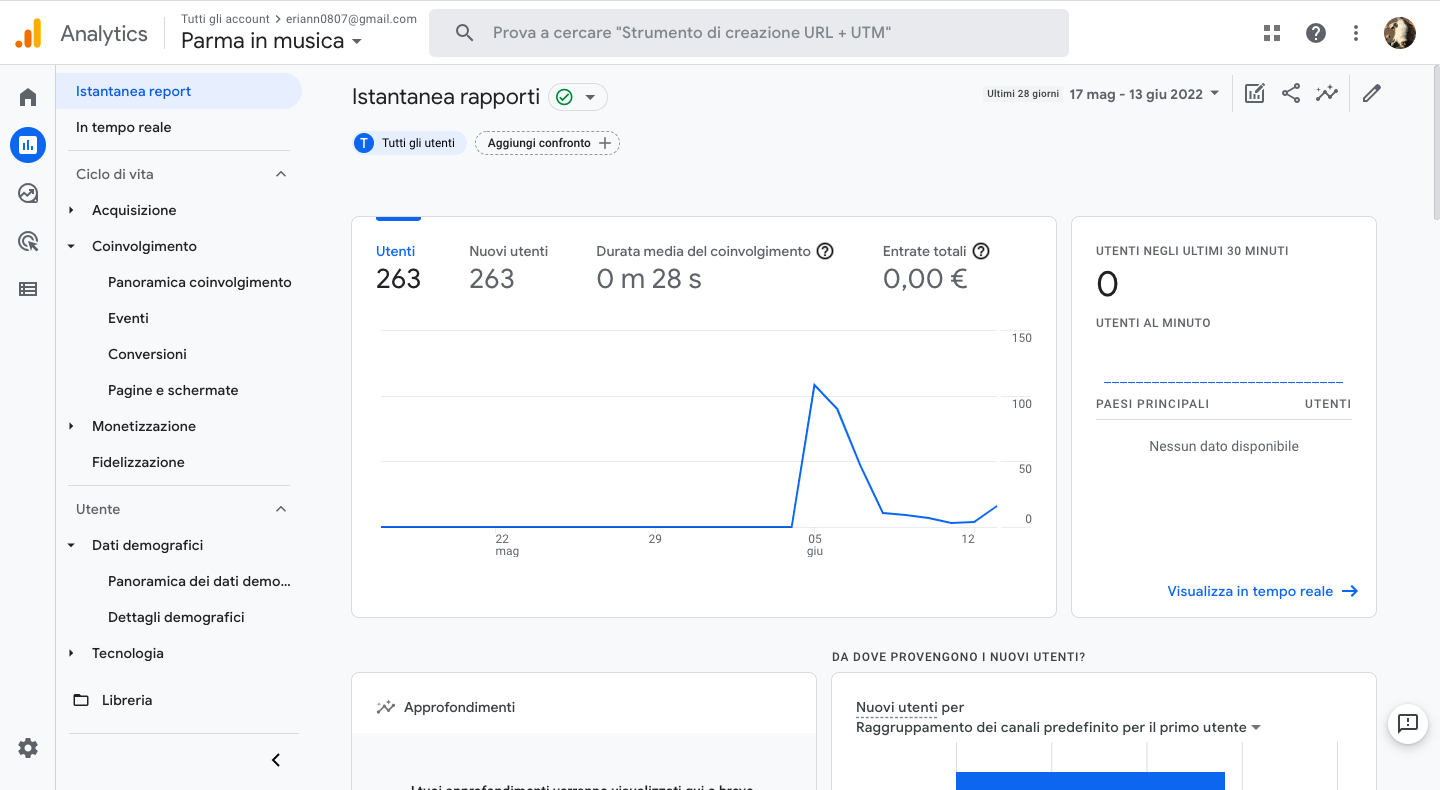 Analytics
Tutti gli account > eriann0807@gmail.com
Parma in musica
Prova a cercare "Strumento di creazione URL + UTM"
Istantanea report
In tempo reale
Ciclo di vita
Acquisizione
Coinvolgimento
Panoramica coinvolgimento
Eventi
Conversioni
Pagine e schermate
Monetizzazione
Fidelizzazione
Utente
Dati demografici
Panoramica dei dati demo...
Dettagli demografici
Tecnologia
Libreria
Istantanea rapporti
Ultimi 28 giorni 17 mag - 13 giu 2022
T Tutti gli utenti
Aggiungi confronto
Utenti
263
Nuovi utenti
263
Durata media del coinvolgimento
0 m 28 s
Entrate totali
0,00 €
150
100
50
0
22
mag
29
05
giu
12
UTENTI NEGLI ULTIMI 30 MINUTI
0
UTENTI AL MINUTO
PAESI PRINCIPALI UTENTI
Nessun dato disponibile
Visualizza in tempo reale
Approfondimenti
I tuoi approfondimenti verranno visualizzati qui a breve
DA DOVE PROVENGONO I NUOVI UTENTI?
Nuovi utenti per
Raggruppamento dei canali predefinito per il primo utente